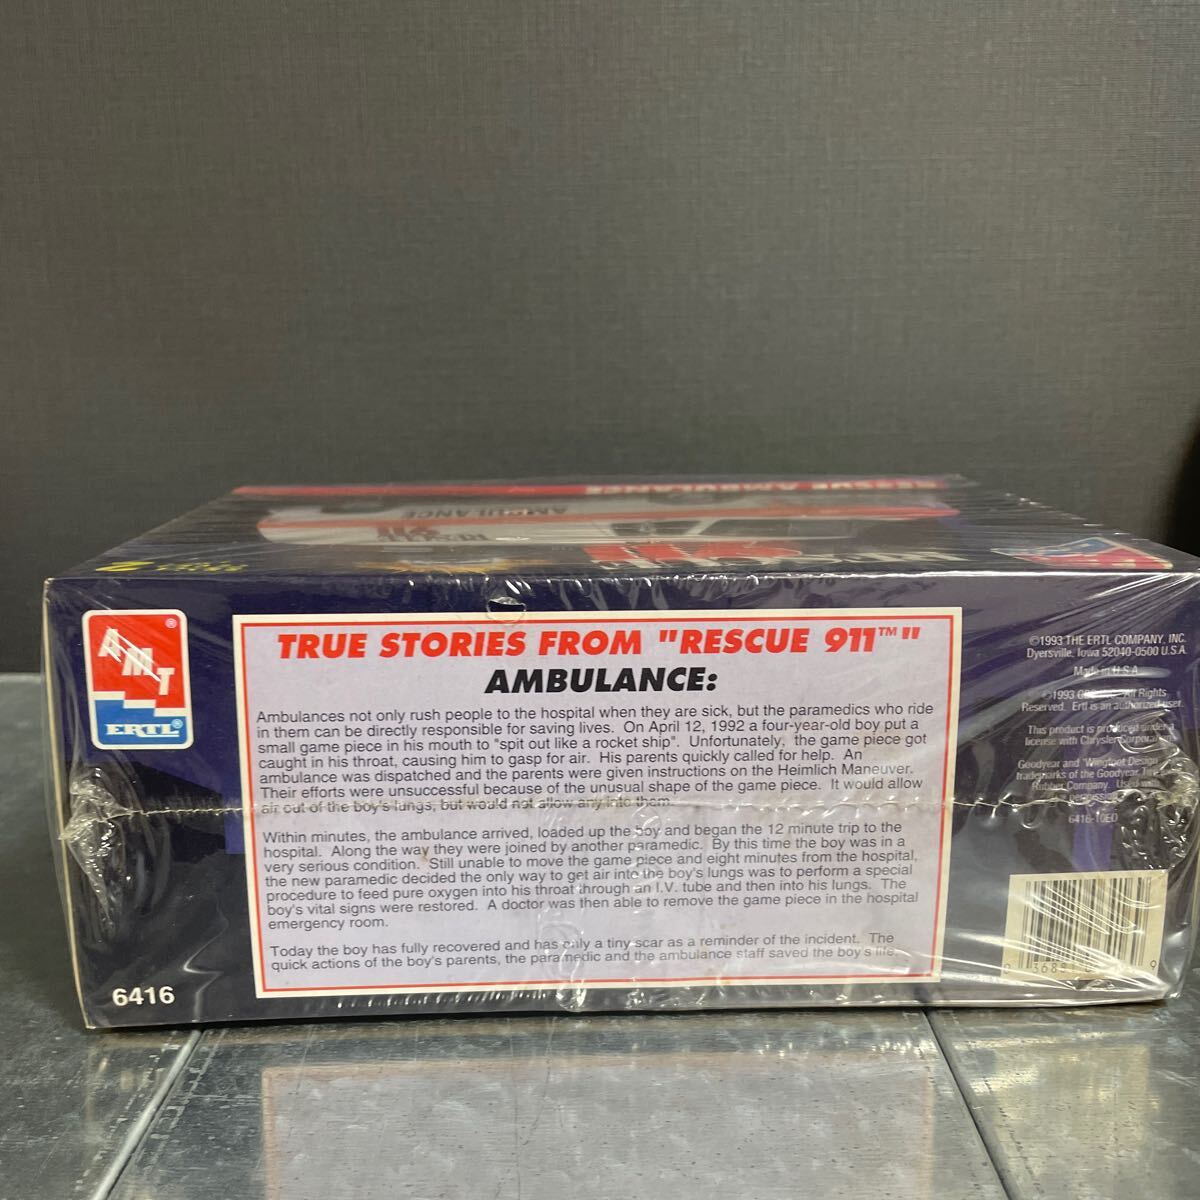 RESCUE AMBULANCE
AMBULANCE
RESCUE
911
2
AMT®
ERTL®
6416
TRUE STORIES FROM "RESCUE 911™"
AMBULANCE:
Ambulances not only rush people to the hospital when they are sick, but the paramedics who ride
in them can be directly responsible for saving lives. On April 12, 1992 a four-year-old boy put a
small game piece in his mouth to "spit out like a rocket ship". Unfortunately, the game piece got
caught in his throat, causing him to gasp for air. His parents quickly called for help. An
ambulance was dispatched and the parents were given instructions on the Heimlich Maneuver.
Their efforts were unsuccessful because of the unusual shape of the game piece. It would allow
air out of the boy's lungs, but would not allow any into them.
Within minutes, the ambulance arrived, loaded up the boy and began the 12 minute trip to the
hospital. Along the way they were joined by another paramedic. By this time the boy was in a
very serious condition. Still unable to move the game piece and eight minutes from the hospital,
the new paramedic decided the only way to get air into the boy's lungs was to perform a special
procedure to feed pure oxygen into his throat through an I.V. tube and then into his lungs. The
boy's vital signs were restored. A doctor was then able to remove the game piece in the hospital
emergency room.
Today the boy has fully recovered and has only a tiny scar as a reminder of the incident. The
quick actions of the boy's parents, the paramedic and the ambulance staff saved the boy's life.
©1993 THE ERTL COMPANY, INC.
Dyersville, Iowa 52040-0500 U.S.A.
Made in U.S.A.
©1993 All Rights
Reserved. Ertl is an authorized user.
This product is produced under
license with Chrysler Corporation
Goodyear and "Wingfoot Design"
trademarks of the Goodyear Tire &
Rubber Company. Used
6416-10EO
0 368 9